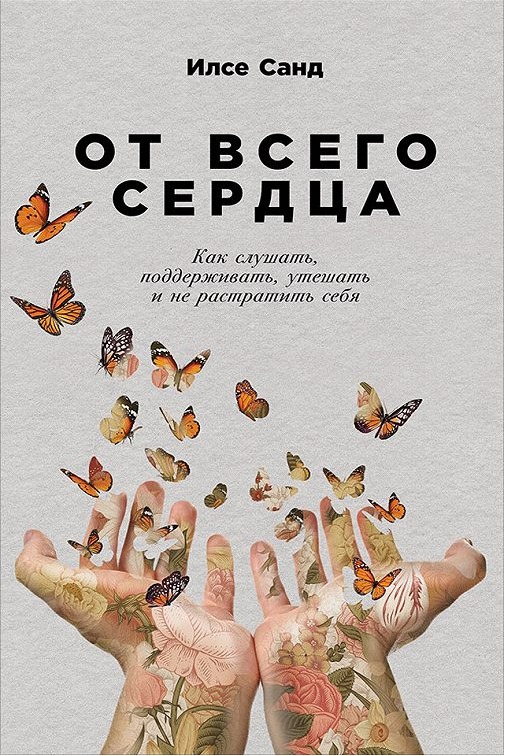 Илсе Санд
ОТ ВСЕГО
СЕРДЦА
Как слушать,
поддерживать, утешать
и не растратить себя